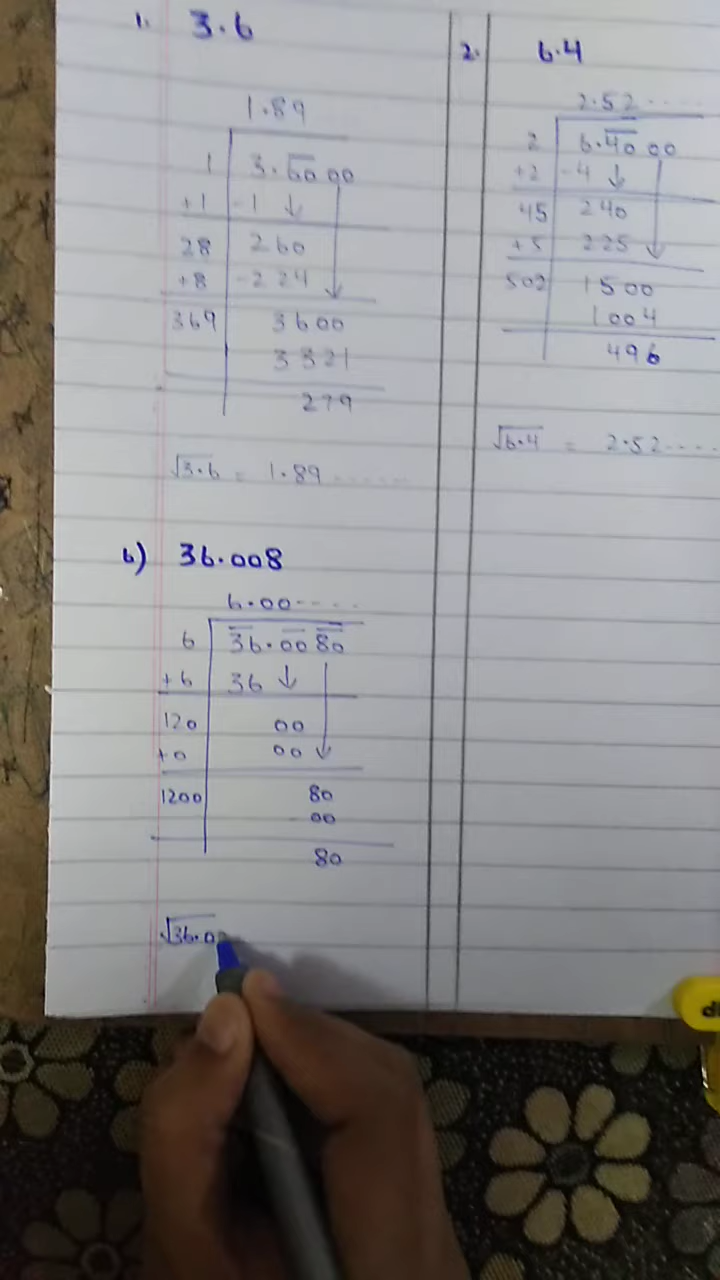 1. 3.6
1.89
1 3.60 00
+1 -1 ↓
28 260
+8 -224
369 3600
3321
279
√3.6 = 1.89......
2. 6.4
2.52.....
2 6.40 00
+2 -4 ↓
45 240
+5 225
502 1500
1004
496
√6.4 = 2.52....
6) 36.008
6.00....
6 36.00 80
+6 36 ↓
120 00
+0 00
1200 80
00
80
√36.0